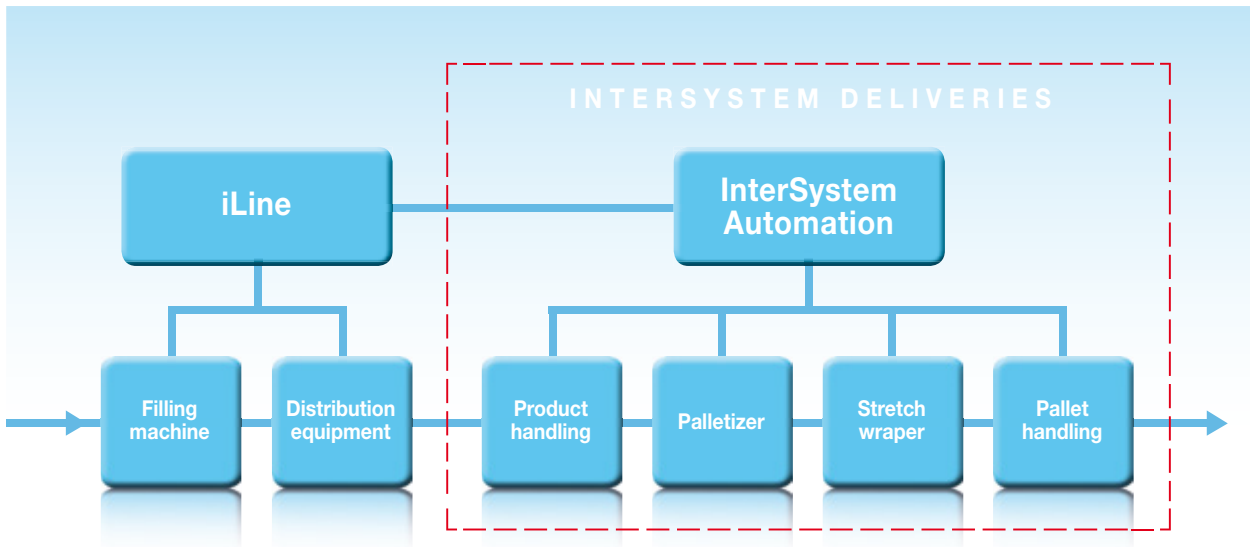 INTERSYSTEM DELIVERIES
iLine
InterSystem
Automation
Filling
machine
Distribution
equipment
Product
handling
Palletizer
Stretch
wraper
Pallet
handling